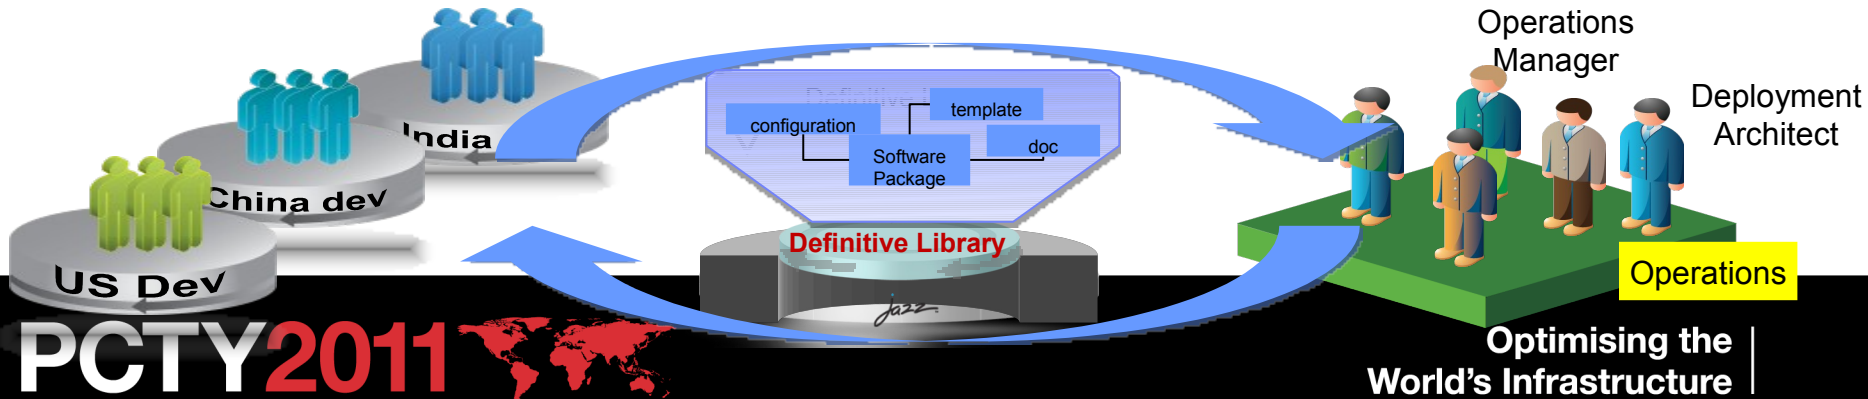 Operations
Manager
Deployment
Architect
India
China dev
US Dev
template
configuration
doc
Software
Package
Definitive Library
Jazz
Operations
PCTY2011
Optimising the
World's Infrastructure